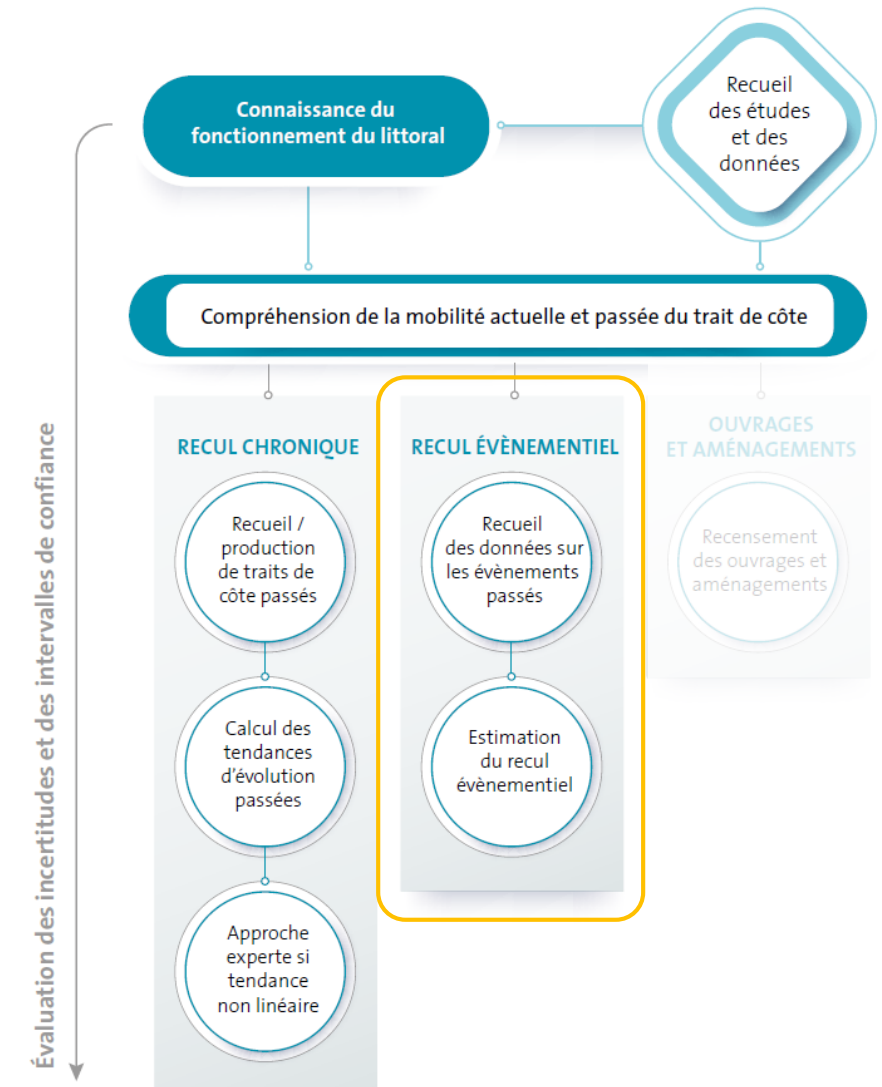 Connaissance du
fonctionnement du littoral
Recueil
des études
et des
données
Compréhension de la mobilité actuelle et passée du trait de côte
RECUL CHRONIQUE
Recueil /
production
de traits de
côte passés
Calcul des
tendances
d'évolution
passées
Approche
experte si
tendance
non linéaire
RECUL ÉVÈNEMENTIEL
Recueil
des données sur
les évènements
passés
Estimation
du recul
évènementiel
OUVRAGES
ET AMÉNAGEMENTS
Recensement
des ouvrages et
aménagements
Évaluation des incertitudes et des intervalles de confiance